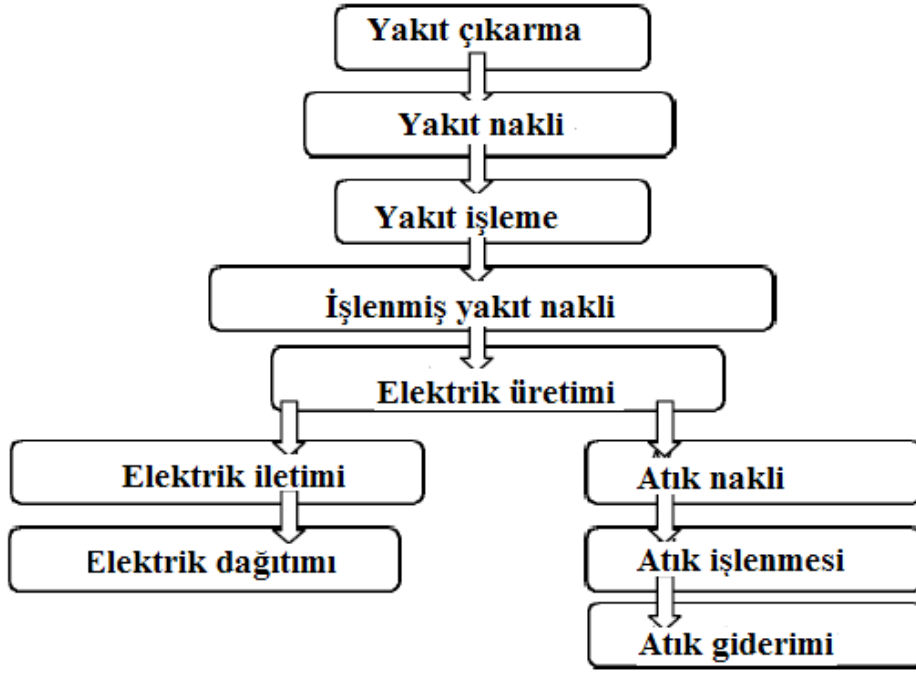 Yakıt çıkarma
Yakıt nakli
Yakıt işleme
İşlenmiş yakıt nakli
Elektrik üretimi
Elektrik iletimi
Elektrik dağıtımı
Atık nakli
Atık işlenmesi
Atık giderimi